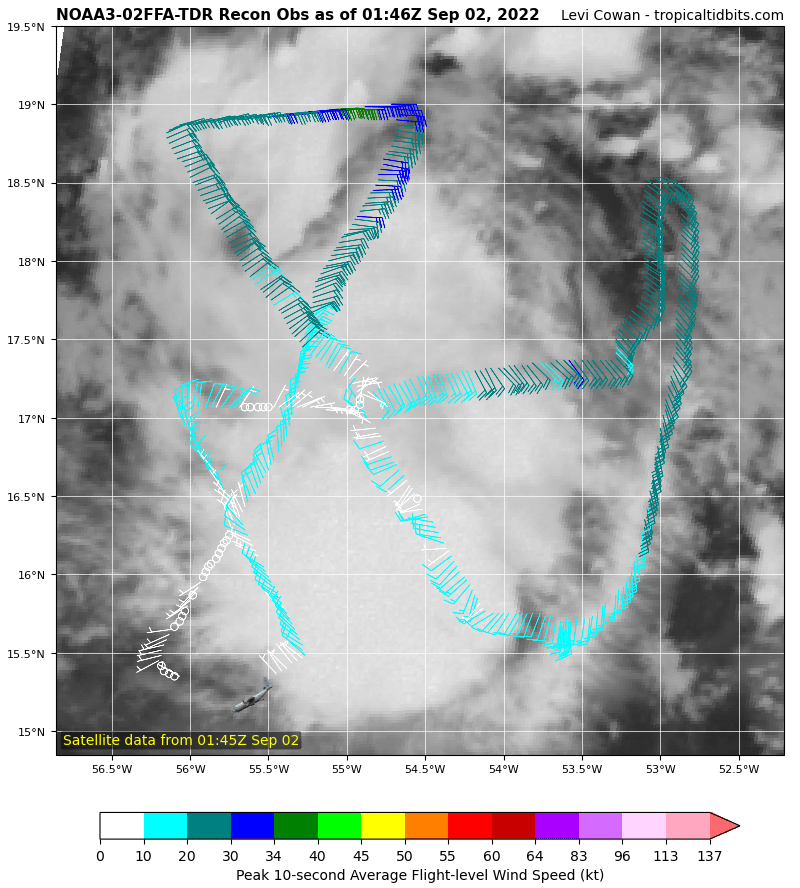 NOAA3-02FFA-TDR Recon Obs as of 01:46Z Sep 02, 2022 Levi Cowan - tropicaltidbits.com
19.5°N
19°N
18.5°N
18°N
17.5°N
17°N
16.5°N
16°N
15.5°N
15°N
Satellite data from 01:45Z Sep 02
56.5°W 56°W 55.5°W 55°W 54.5°W 54°W 53.5°W 53°W 52.5°W
0 10 20 30 34 40 45 50 55 60 64 83 96 113 137
Peak 10-second Average Flight-level Wind Speed (kt)